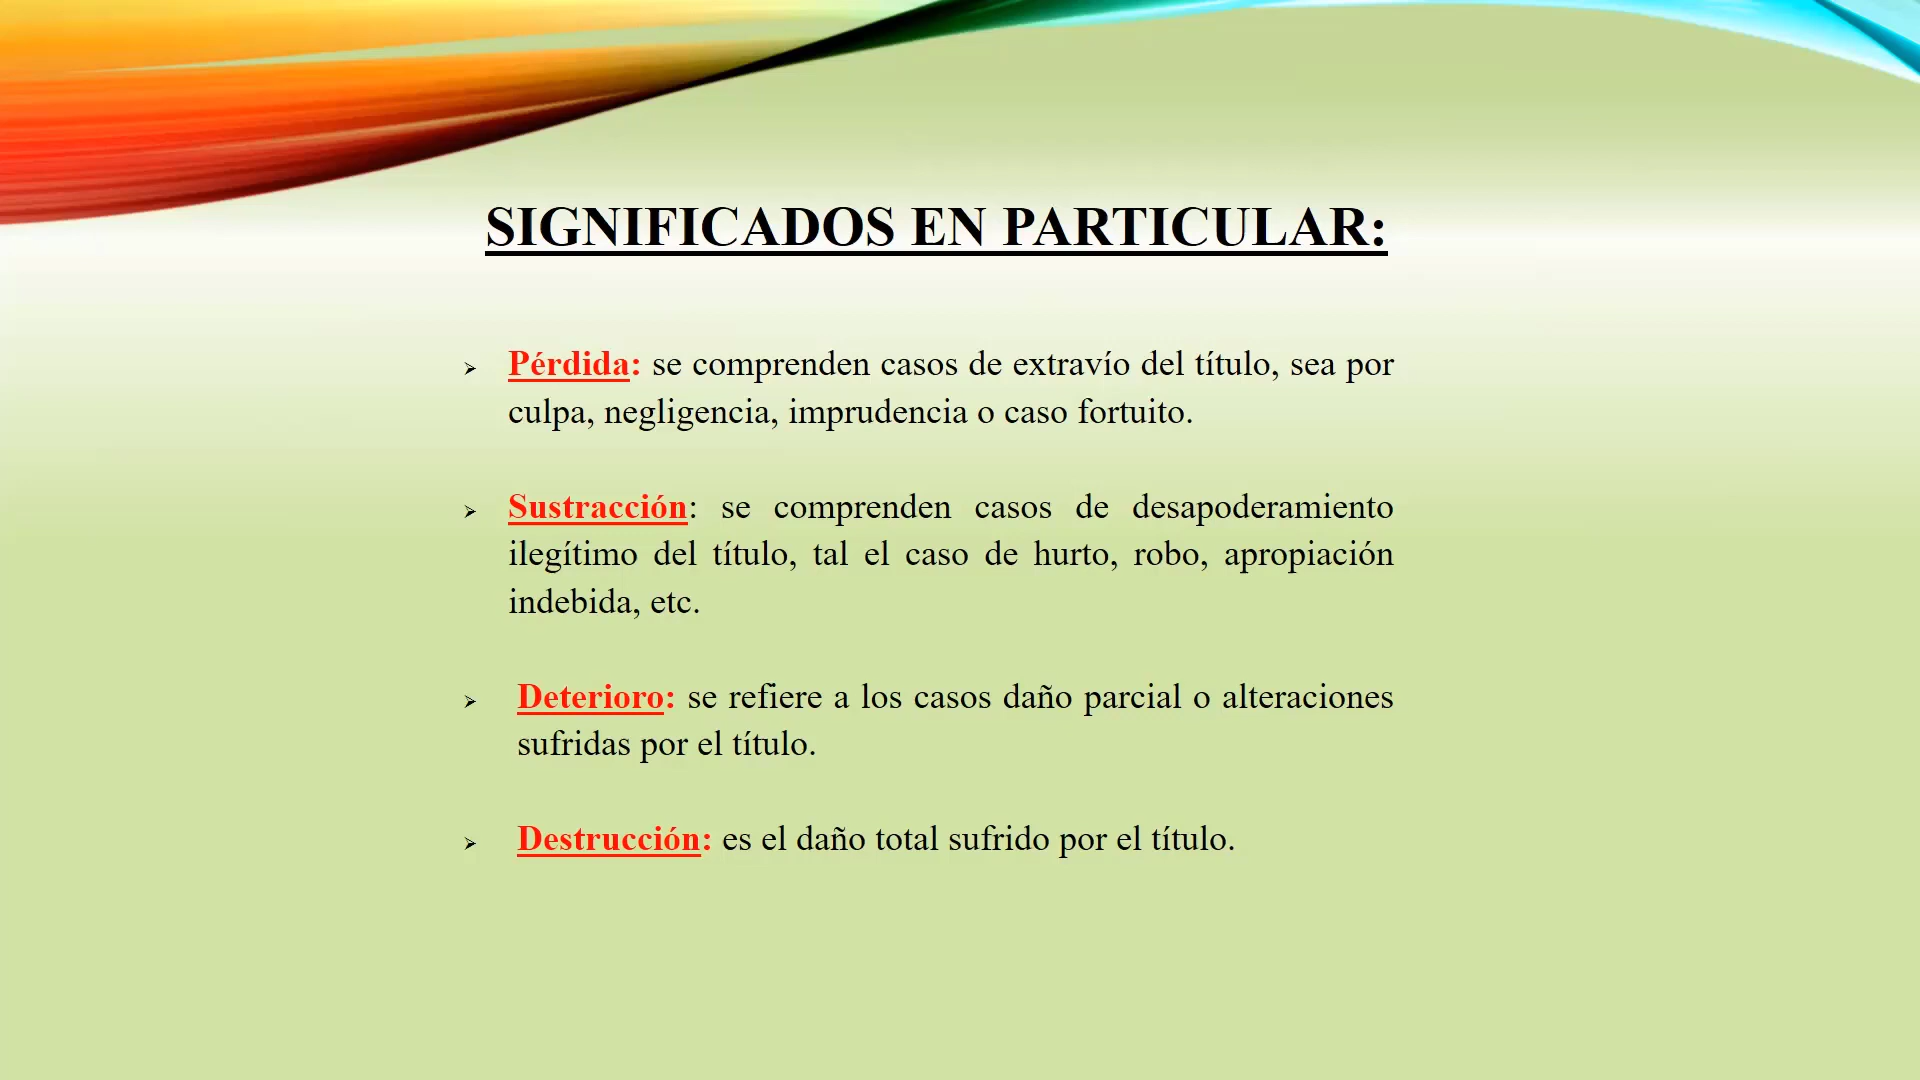 SIGNIFICADOS EN PARTICULAR:
➢ Pérdida: se comprenden casos de extravío del título, sea por
culpa, negligencia, imprudencia o caso fortuito.
➢ Sustracción: se comprenden casos de desapoderamiento
ilegítimo del título, tal el caso de hurto, robo, apropiación
indebida, etc.
➢ Deterioro: se refiere a los casos daño parcial o alteraciones
sufridas por el título.
➢ Destrucción: es el daño total sufrido por el título.